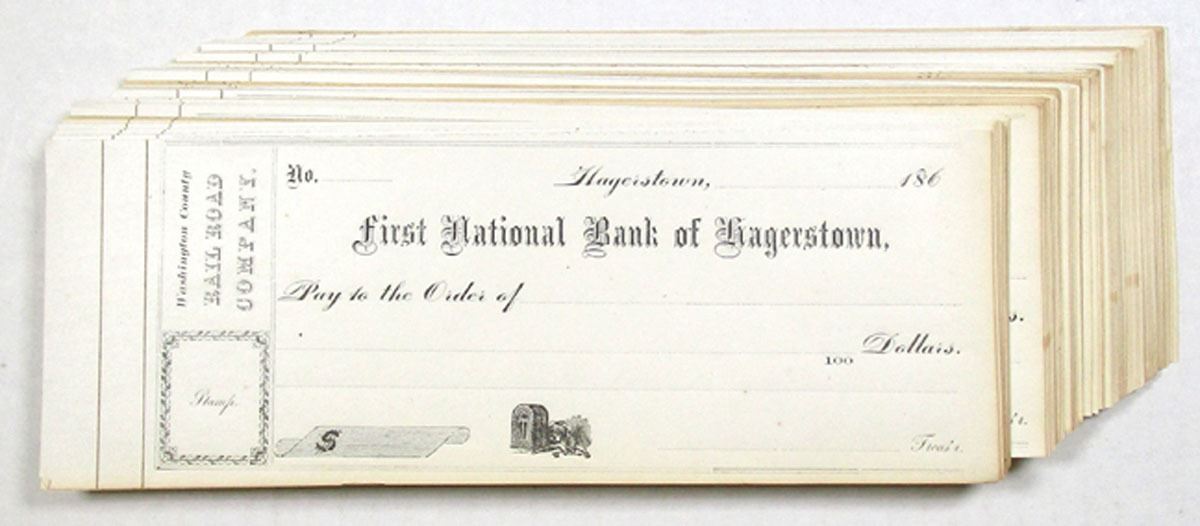 Washington County
RAIL ROAD
COMPANY.
No.
Hagerstown, 186
First National Bank of Hagerstown,
Pay to the Order of
100 Dollars.
Stamp.
$
Treas'r.